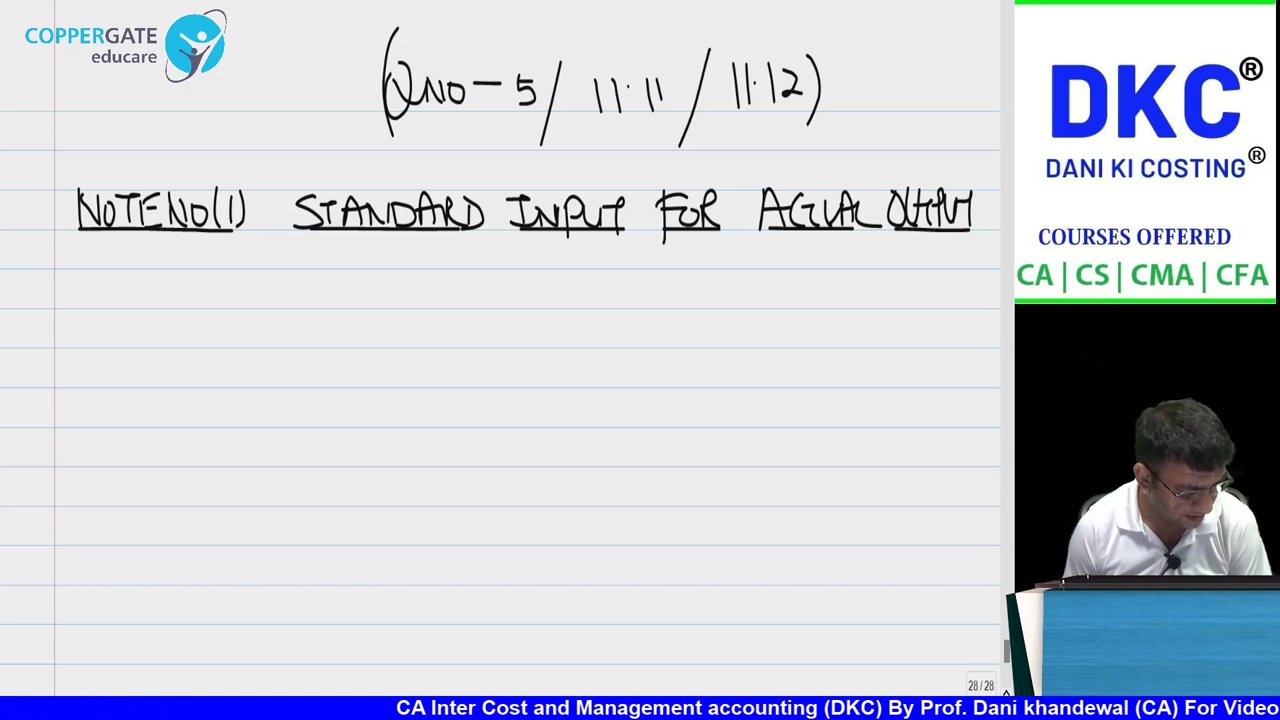 COPPERGATE
educare
(QNO - 5 / 11.11 / 11.12)
NOTE NO (1) STANDARD INPUT FOR ACTUAL OUTPUT
DKC®
DANI KI COSTING®
COURSES OFFERED
CA | CS | CMA | CFA
28 / 28
CA Inter Cost and Management accounting (DKC) By Prof. Dani khandewal (CA) For Video